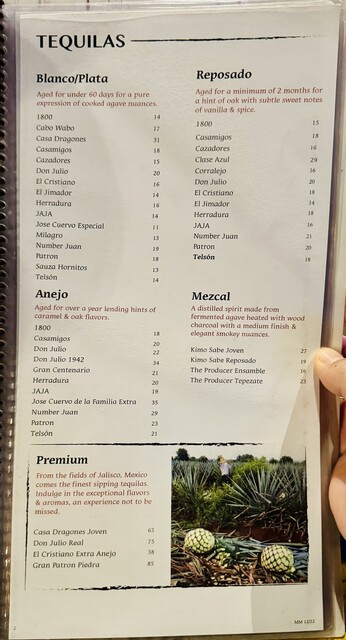 TEQUILAS
Blanco/Plata
Aged for under 60 days for a pure
expression of cooked agave nuances.
1800 14
Cabo Wabo 17
Casa Dragones 31
Casamigos 18
Cazadores 15
Don Julio 20
El Cristiano 16
El Jimador 14
Herradura 16
JAJA 14
Jose Cuervo Especial 11
Milagro 13
Number Juan 19
Patron 18
Sauza Hornitos 13
Telsón 14
Reposado
Aged for a minimum of 2 months for
a hint of oak with subtle sweet notes
of vanilla & spice.
1800 15
Casamigos 18
Cazadores 16
Clase Azul 29
Corralejo 16
Don Julio 20
El Cristiano 18
El Jimador 14
Herradura 18
JAJA 16
Number Juan 21
Patron 20
Telsón 18
Anejo
Aged for over a year lending hints of
caramel & oak flavors.
1800 18
Casamigos 20
Don Julio 22
Don Julio 1942 34
Gran Centenario 21
Herradura 20
JAJA 19
Jose Cuervo de la Familia Extra 35
Number Juan 29
Patron 23
Telsón 21
Mezcal
A distilled spirit made from
fermented agave heated with wood
charcoal with a medium finish &
elegant smokey nuances.
Kimo Sabe Joven 27
Kimo Sabe Reposado 19
The Producer Ensamble
The Producer Tepezate 23
Premium
From the fields of Jalisco, Mexico
comes the finest sipping tequilas.
Indulge in the exceptional flavors
& aromas, an experience not to be
missed.
Casa Dragones Joven
Don Julio Real 75
El Cristiano Extra Anejo
Gran Patron Piedra 85